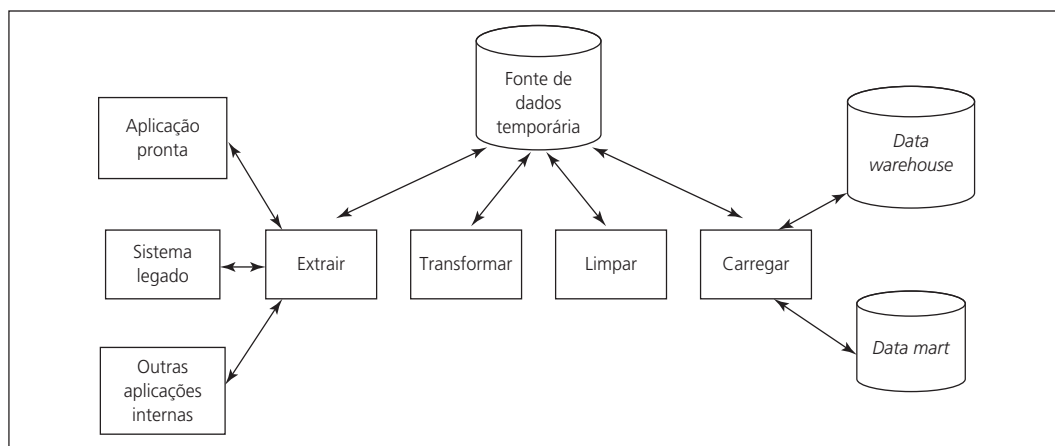 Fonte de
dados
temporária
Aplicação
pronta
Data
warehouse
Sistema
legado
Extrair
Transformar
Limpar
Carregar
Outras
aplicações
internas
Data mart